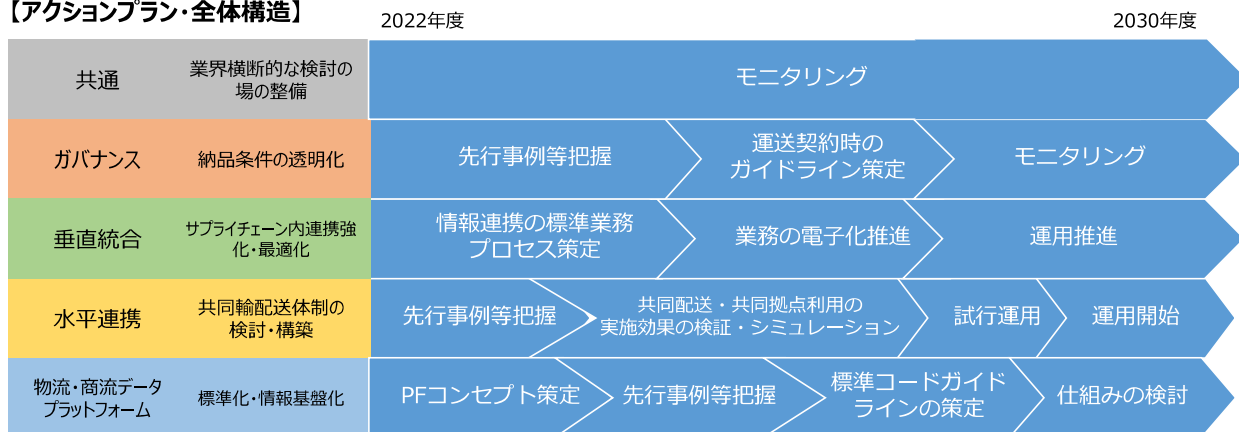 【アクションプラン・全体構造】
2022年度
2030年度
共通
業界横断的な検討の
場の整備
モニタリング
ガバナンス
納品条件の透明化
先行事例等把握
運送契約時の
ガイドライン策定
モニタリング
垂直統合
サプライチェーン内連携強
化・最適化
情報連携の標準業務
プロセス策定
業務の電子化推進
運用推進
水平連携
共同輸配送体制の
検討・構築
先行事例等把握
共同配送・共同拠点利用の
実施効果の検証・シミュレーション
試行運用
運用開始
物流・商流データ
プラットフォーム
標準化・情報基盤化
PFコンセプト策定
先行事例等把握
標準コードガイド
ラインの策定
仕組みの検討